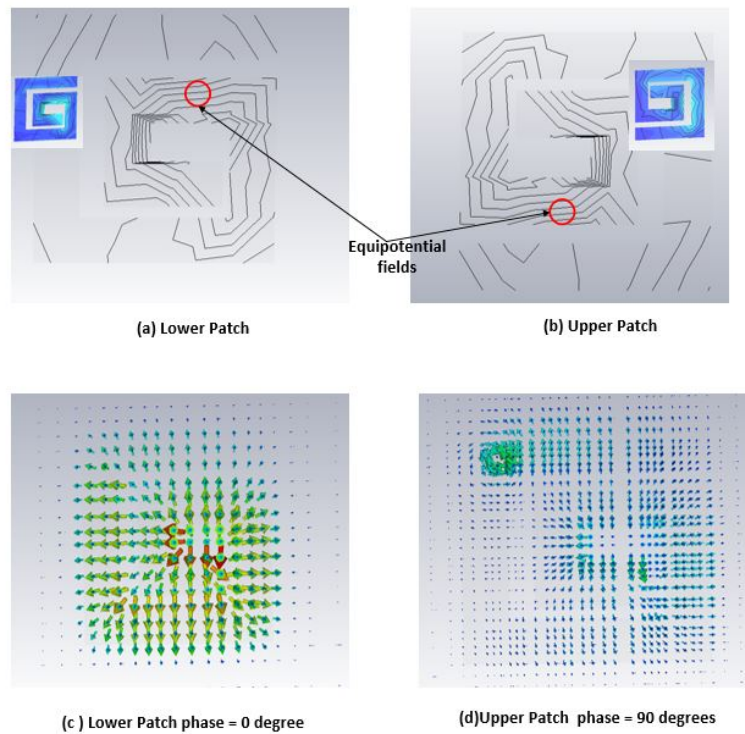 Equipotential
fields
(a) Lower Patch
(b) Upper Patch
(c ) Lower Patch phase = 0 degree
(d)Upper Patch phase = 90 degrees